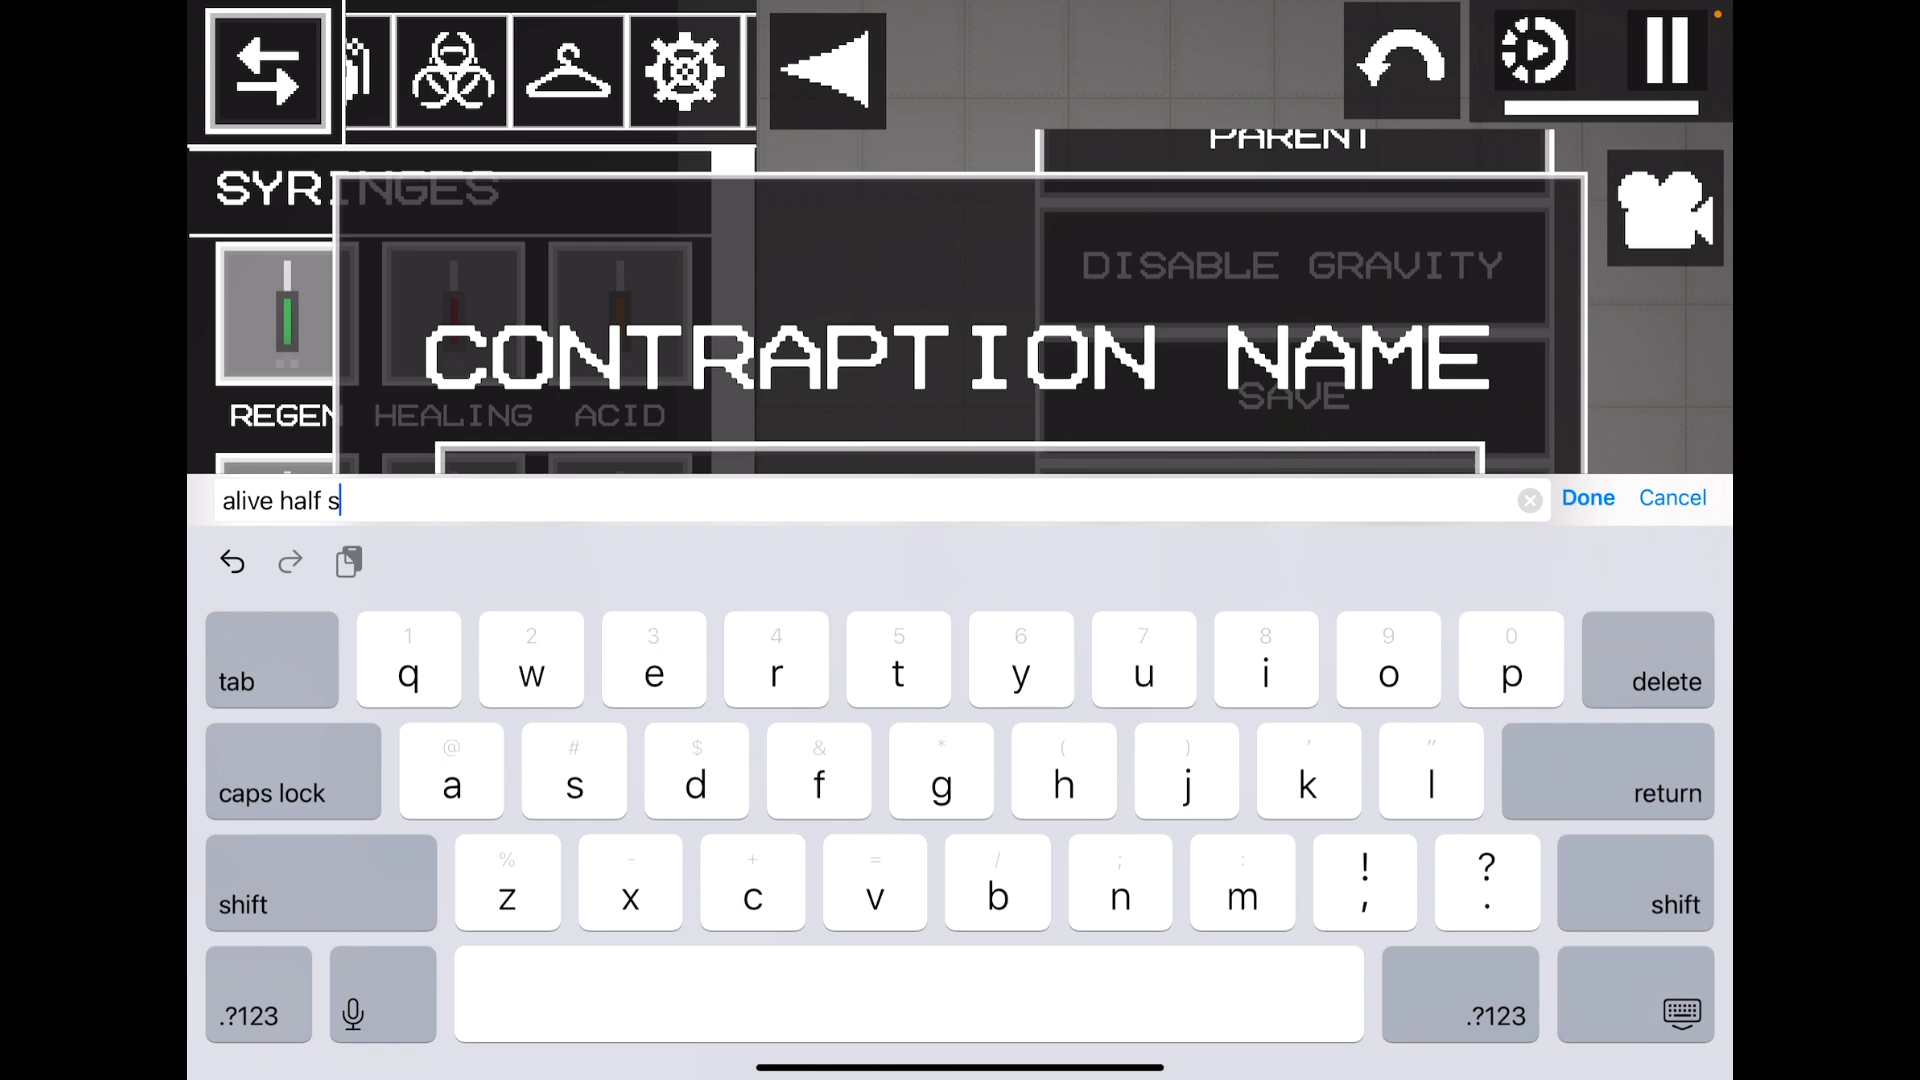 PARENT
SYRINGES
DISABLE GRAVITY
CONTRAPTION NAME
SAVE
REGEN HEALING ACID
alive half s
Done Cancel
1 2 3 4 5 6 7 8 9 0
tab q w e r t y u i o p delete
@ # $ & * ( ) ' "
caps lock a s d f g h j k l return
% - + = / ; : ! ?
shift z x c v b n m , . shift
.?123 .?123